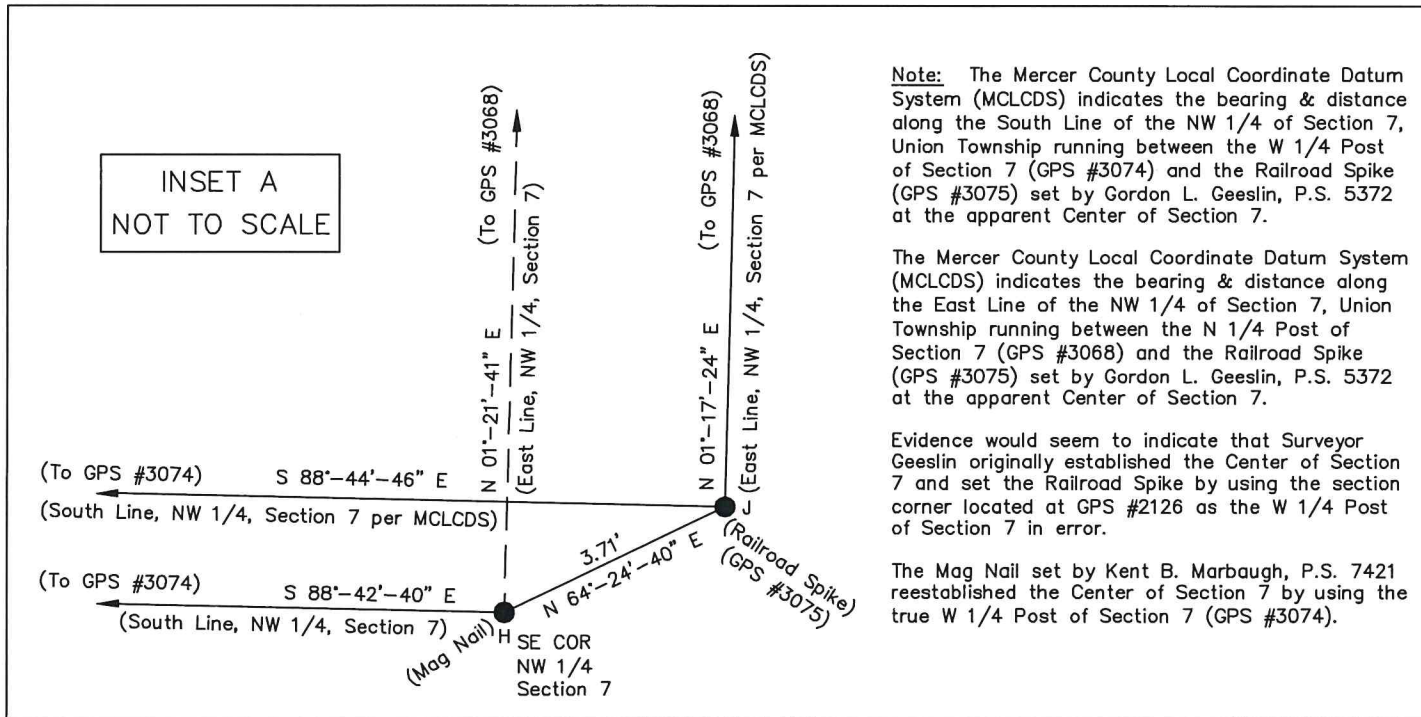 INSET A
NOT TO SCALE
(To GPS #3068)
N 01°-21'-41" E
(East Line, NW 1/4, Section 7)
(To GPS #3068)
N 01°-17'-24" E
(East Line, NW 1/4, Section 7 per MCLCDS)
(To GPS #3074)
S 88°-44'-46" E
(South Line, NW 1/4, Section 7 per MCLCDS)
J
(Railroad Spike)
(GPS #3075)
3.71'
N 64°-24'-40" E
(To GPS #3074)
S 88°-42'-40" E
(South Line, NW 1/4, Section 7)
(Mag Nail)
H
SE COR
NW 1/4
Section 7
Note: The Mercer County Local Coordinate Datum
System (MCLCDS) indicates the bearing & distance
along the South Line of the NW 1/4 of Section 7,
Union Township running between the W 1/4 Post
of Section 7 (GPS #3074) and the Railroad Spike
(GPS #3075) set by Gordon L. Geeslin, P.S. 5372
at the apparent Center of Section 7.
The Mercer County Local Coordinate Datum System
(MCLCDS) indicates the bearing & distance along
the East Line of the NW 1/4 of Section 7, Union
Township running between the N 1/4 Post of
Section 7 (GPS #3068) and the Railroad Spike
(GPS #3075) set by Gordon L. Geeslin, P.S. 5372
at the apparent Center of Section 7.
Evidence would seem to indicate that Surveyor
Geeslin originally established the Center of Section
7 and set the Railroad Spike by using the section
corner located at GPS #2126 as the W 1/4 Post
of Section 7 in error.
The Mag Nail set by Kent B. Marbaugh, P.S. 7421
reestablished the Center of Section 7 by using the
true W 1/4 Post of Section 7 (GPS #3074).